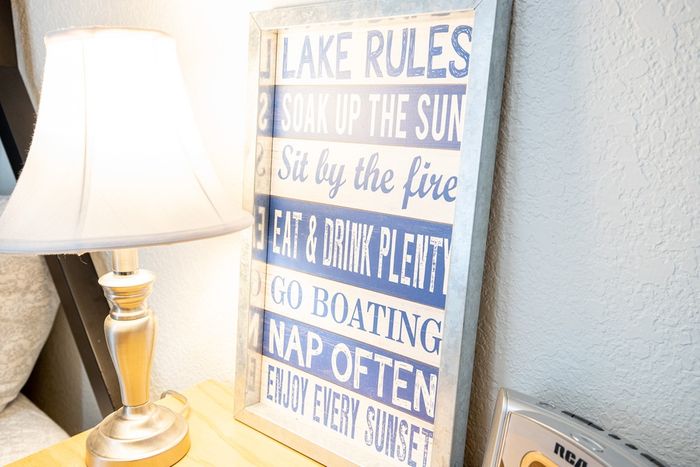 LAKE RULES
SOAK UP THE SUN
Sit by the fire
EAT & DRINK PLENTY
GO BOATING
NAP OFTEN
ENJOY EVERY SUNSET
RCA